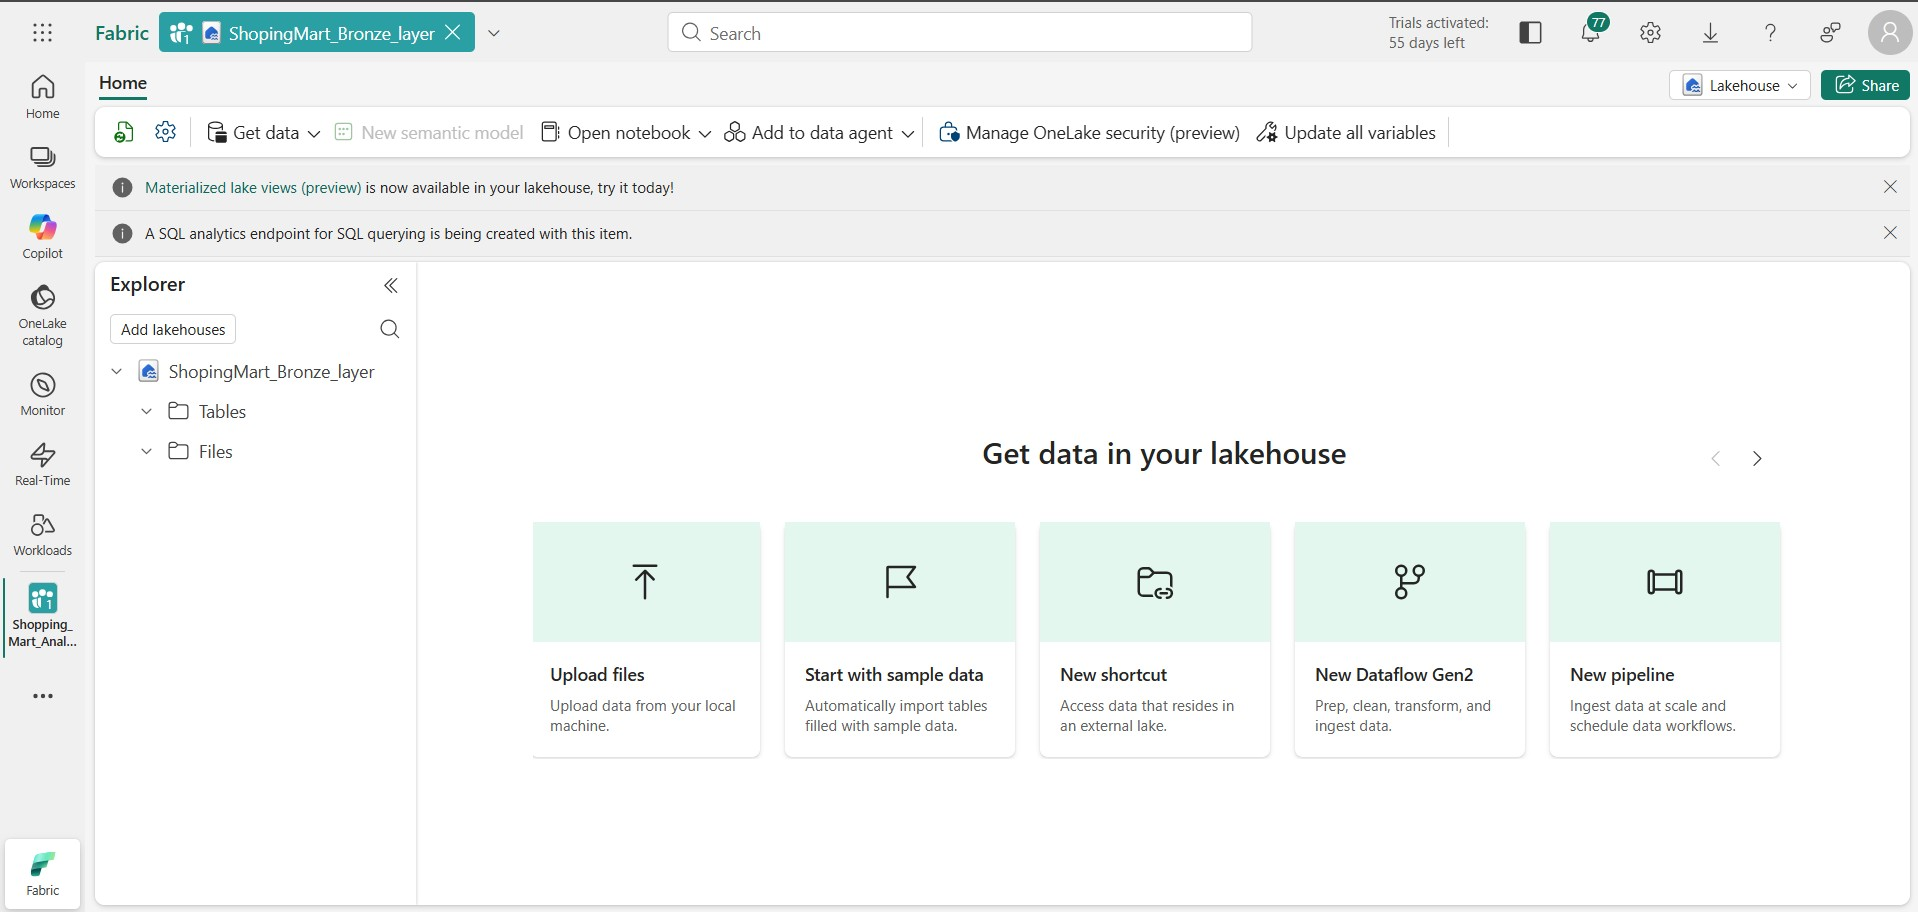 Fabric
ShopingMart_Bronze_layer
Search
Trials activated:
55 days left
77
Home
Lakehouse
Share
Get data
New semantic model
Open notebook
Add to data agent
Manage OneLake security (preview)
Update all variables
Materialized lake views (preview) is now available in your lakehouse, try it today!
A SQL analytics endpoint for SQL querying is being created with this item.
Home
Workspaces
Copilot
OneLake
catalog
Monitor
Real-Time
Workloads
1
Shopping_
Mart_Anal...
Fabric
Explorer
Add lakehouses
ShopingMart_Bronze_layer
Tables
Files
Get data in your lakehouse
Upload files
Upload data from your local
machine.
Start with sample data
Automatically import tables
filled with sample data.
New shortcut
Access data that resides in
an external lake.
New Dataflow Gen2
Prep, clean, transform, and
ingest data.
New pipeline
Ingest data at scale and
schedule data workflows.